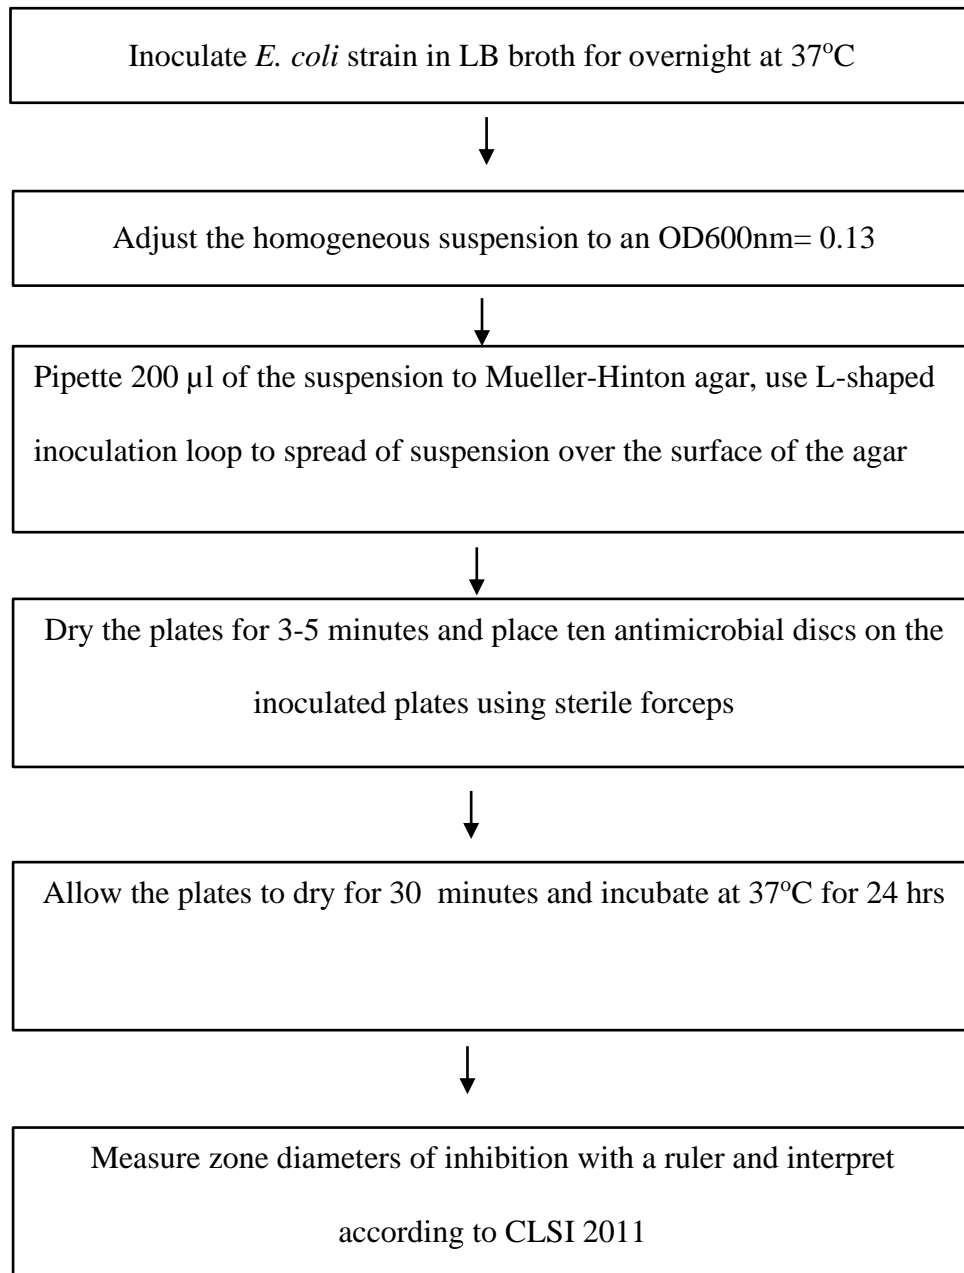 Inoculate E. coli strain in LB broth for overnight at 37°C
Adjust the homogeneous suspension to an OD600nm= 0.13
Pipette 200 µl of the suspension to Mueller-Hinton agar, use L-shaped
inoculation loop to spread of suspension over the surface of the agar
Dry the plates for 3-5 minutes and place ten antimicrobial discs on the
inoculated plates using sterile forceps
Allow the plates to dry for 30 minutes and incubate at 37°C for 24 hrs
Measure zone diameters of inhibition with a ruler and interpret
according to CLSI 2011